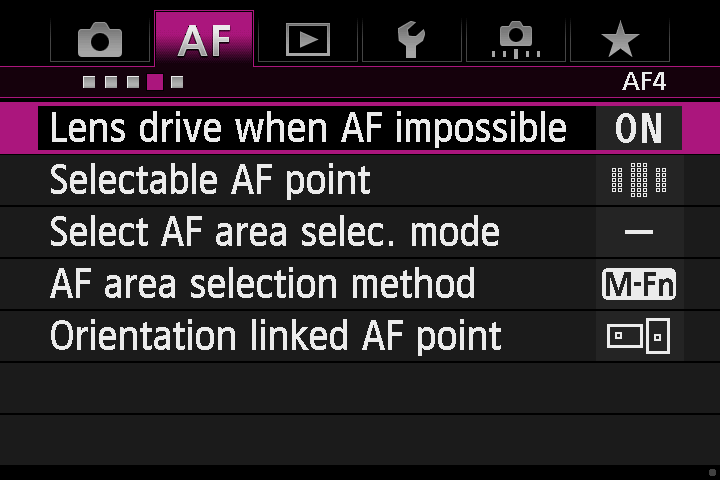 AF
AF4
Lens drive when AF impossible ON
Selectable AF point
Select AF area selec. mode –
AF area selection method M-Fn
Orientation linked AF point